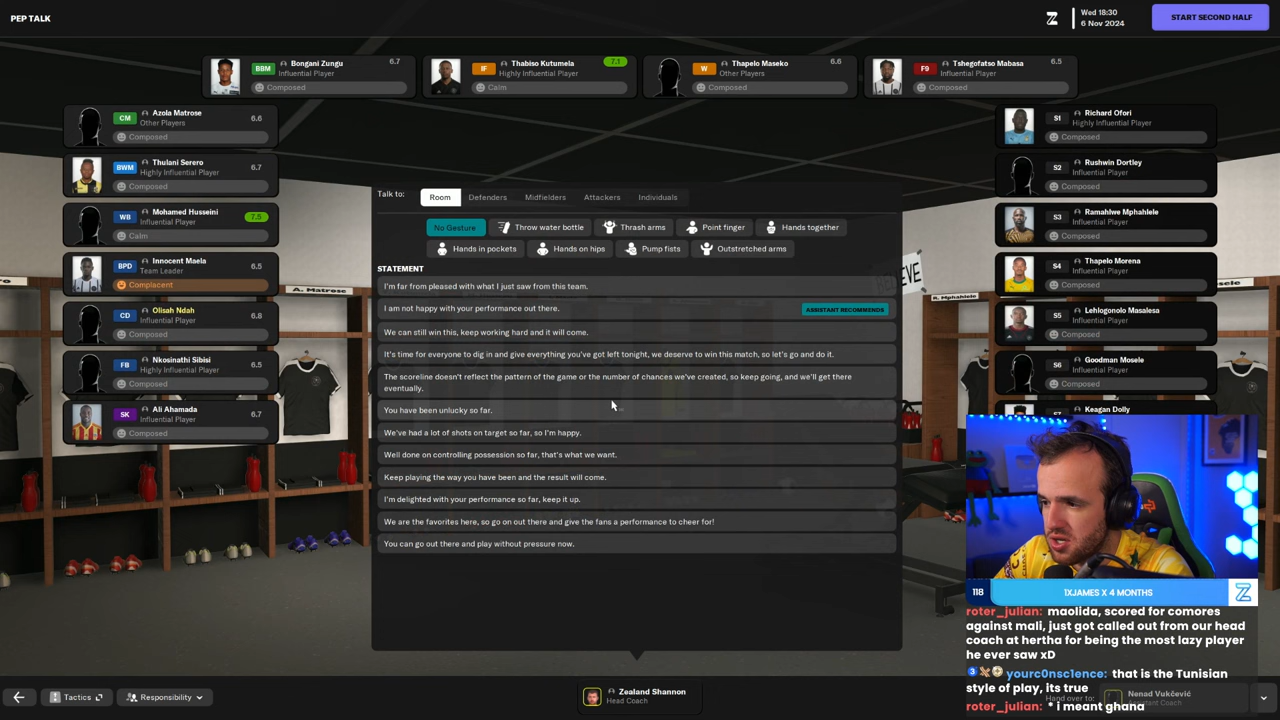 PEP TALK
Wed 18:30
6 Nov 2024
START SECOND HALF
BBM
Bongani Zungu
Influential Player
6.7
Composed
IF
Thabiso Kutumela
Highly Influential Player
7.1
Calm
W
Thapelo Maseko
Other Players
6.6
Composed
F9
Tshegofatso Mabasa
Influential Player
6.5
Composed
CM
Azola Matrose
Other Players
6.6
Composed
BWM
Thulani Serero
Highly Influential Player
6.7
Composed
WB
Mohamed Husseini
Influential Player
7.5
Calm
BPD
Innocent Maela
Team Leader
6.5
Complacent
CD
Olisah Ndah
Influential Player
6.8
Composed
FB
Nkosinathi Sibisi
Highly Influential Player
6.5
Composed
SK
Ali Ahamada
Influential Player
6.7
Composed
A. Matrose
Talk to:
Room
Defenders
Midfielders
Attackers
Individuals
No Gesture
Throw water bottle
Thrash arms
Point finger
Hands together
Hands in pockets
Hands on hips
Pump fists
Outstretched arms
STATEMENT
I'm far from pleased with what I just saw from this team.
I am not happy with your performance out there.
ASSISTANT RECOMMENDS
We can still win this, keep working hard and it will come.
It's time for everyone to dig in and give everything you've got left tonight, we deserve to win this match, so let's go and do it.
The scoreline doesn't reflect the pattern of the game or the number of chances we've created, so keep going, and we'll get there
eventually.
You have been unlucky so far.
We've had a lot of shots on target so far, so I'm happy.
Well done on controlling possession so far, that's what we want.
Keep playing the way you have been and the result will come.
I'm delighted with your performance so far, keep it up.
We are the favorites here, so go on out there and give the fans a performance to cheer for!
You can go out there and play without pressure now.
R. Mphahlele
S1
Richard Ofori
Highly Influential Player
Composed
S2
Rushwin Dortley
Influential Player
Composed
S3
Ramahlwe Mphahlele
Influential Player
Composed
S4
Thapelo Morena
Influential Player
Composed
S5
Lehlogonolo Masalesa
Influential Player
Composed
S6
Goodman Mosele
Influential Player
Composed
Keagan Dolly
118
1XJAMES X 4 MONTHS
roter_julian: maolida, scored for comores
against mali, just got called out from our head
coach at hertha for being the most lazy player
he ever saw xD
yourc0nsc1ence: that is the Tunisian
style of play, its true
roter_julian: * i meant ghana
Tactics
Responsibility
Zealand Shannon
Head Coach
Hand over to:
Nenad Vukčević